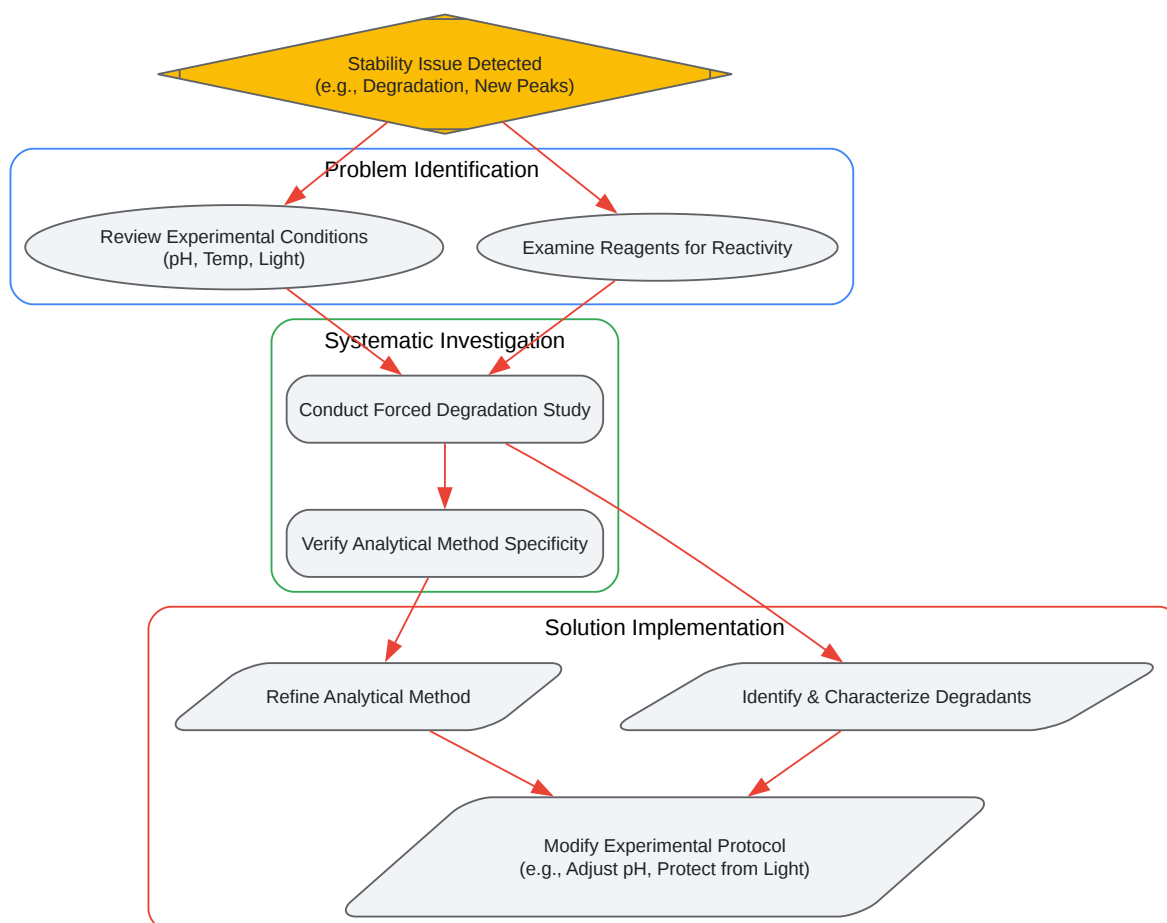 Stability Issue Detected
(e.g., Degradation, New Peaks)
Problem Identification
Review Experimental Conditions
(pH, Temp, Light)
Examine Reagents for Reactivity
Systematic Investigation
Conduct Forced Degradation Study
Verify Analytical Method Specificity
Solution Implementation
Refine Analytical Method
Identify & Characterize Degradants
Modify Experimental Protocol
(e.g., Adjust pH, Protect from Light)